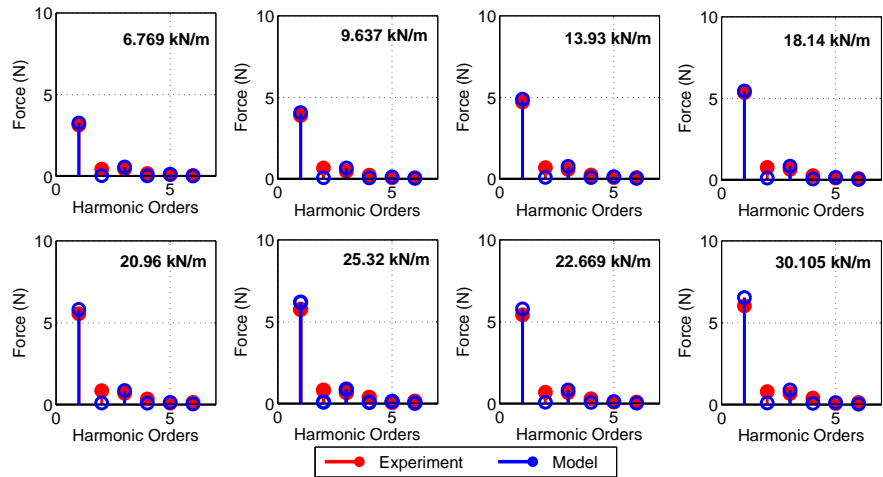 10
5
0
0
5
Force (N)
Harmonic Orders
6.769 kN/m
10
5
0
0
5
Force (N)
Harmonic Orders
9.637 kN/m
10
5
0
0
5
Force (N)
Harmonic Orders
13.93 kN/m
10
5
0
0
5
Force (N)
Harmonic Orders
18.14 kN/m
10
5
0
0
5
Force (N)
Harmonic Orders
20.96 kN/m
10
5
0
0
5
Force (N)
Harmonic Orders
25.32 kN/m
10
5
0
0
5
Force (N)
Harmonic Orders
22.669 kN/m
10
5
0
0
5
Force (N)
Harmonic Orders
30.105 kN/m
Experiment
Model